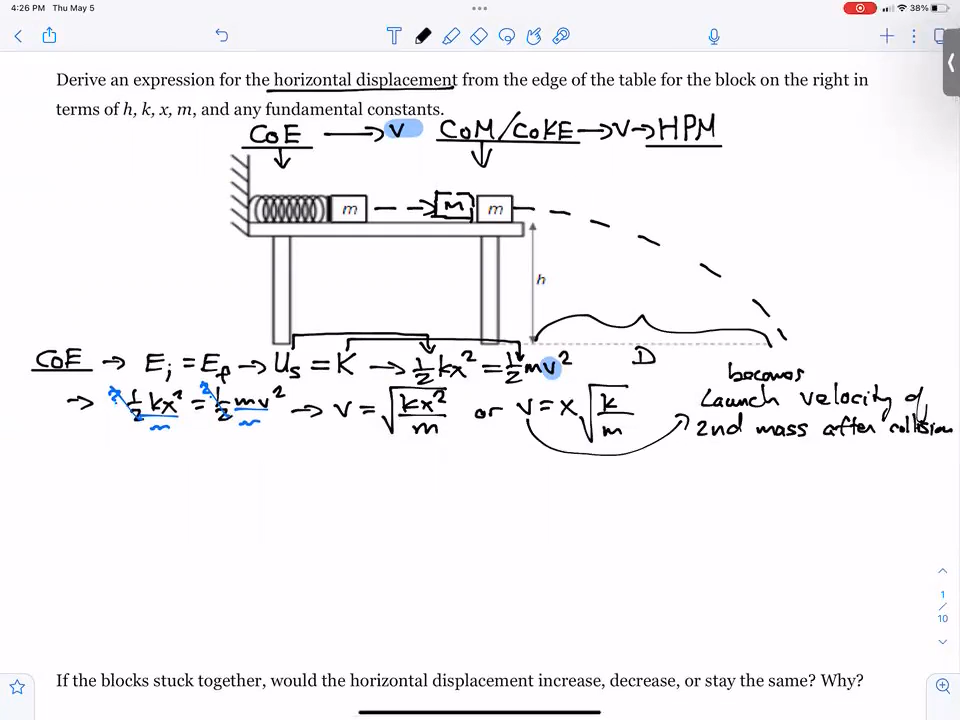 4:26 PM Thu May 5
38%
Derive an expression for the horizontal displacement from the edge of the table for the block on the right in
terms of h, k, x, m, and any fundamental constants.
CoE → v CoM/CoKE → v → HPM
m m m
h
D
CoE → Ei = Ef → Us = K → ½kx² = ½mv²
becomes
→ ½kx² = ½mv² → v = √(kx²/m) or v = x√(k/m) Launch velocity of
2 2 m m
2nd mass after collision
1
/
10
If the blocks stuck together, would the horizontal displacement increase, decrease, or stay the same? Why?